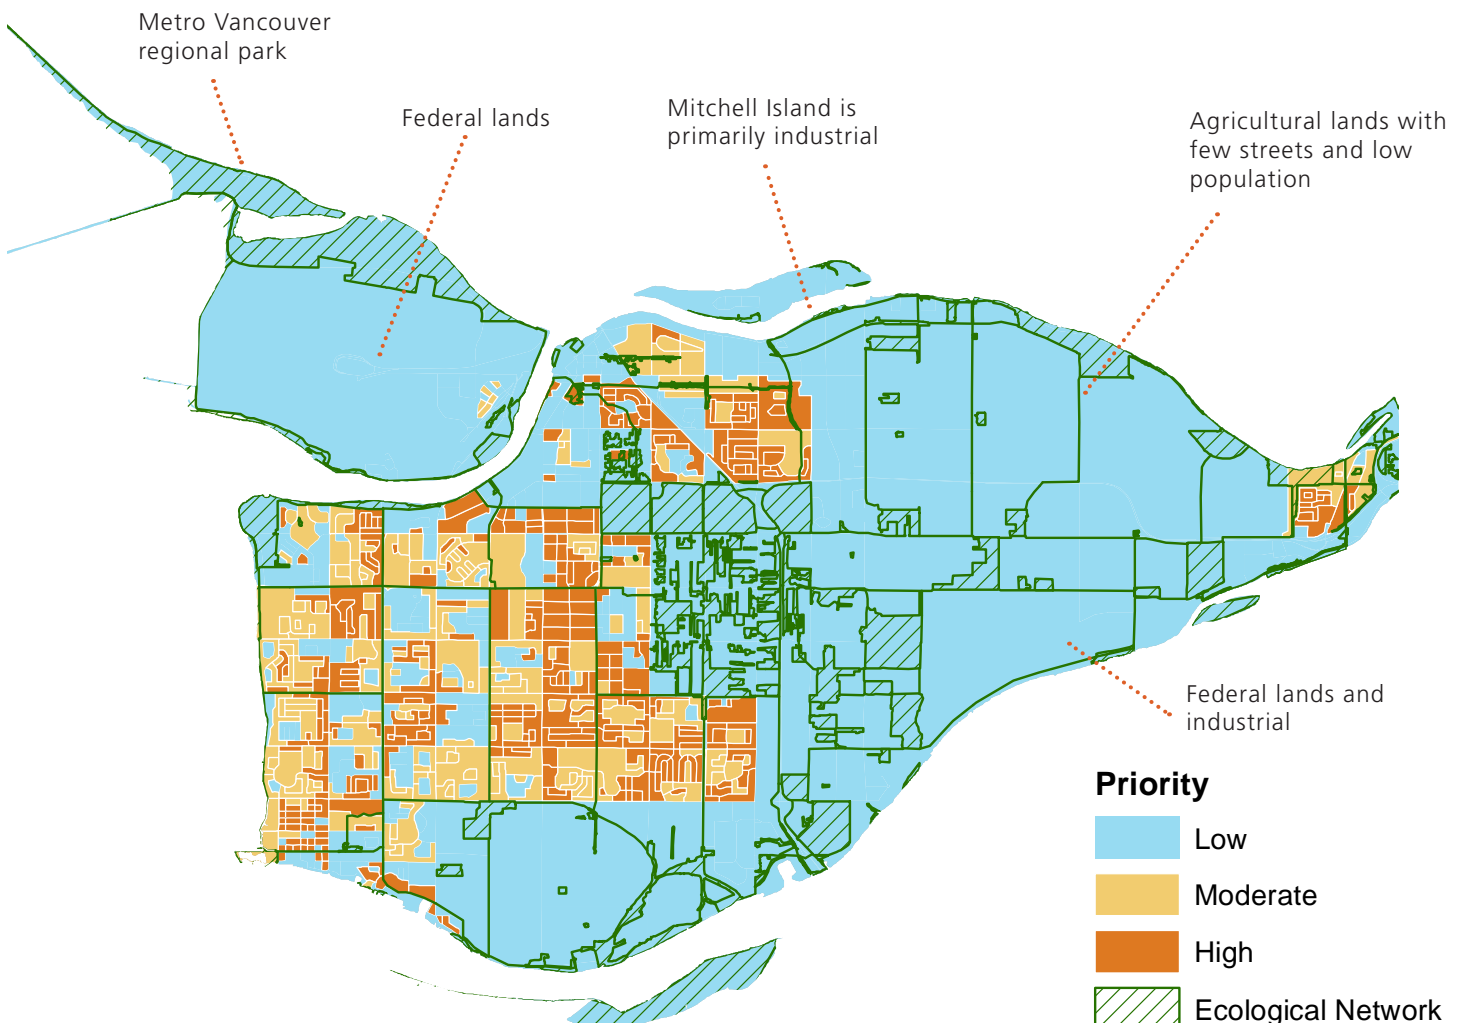 Metro Vancouver
regional park
Federal lands
Mitchell Island is
primarily industrial
Agricultural lands with
few streets and low
population
Federal lands and
industrial
Priority
Low
Moderate
High
Ecological Network